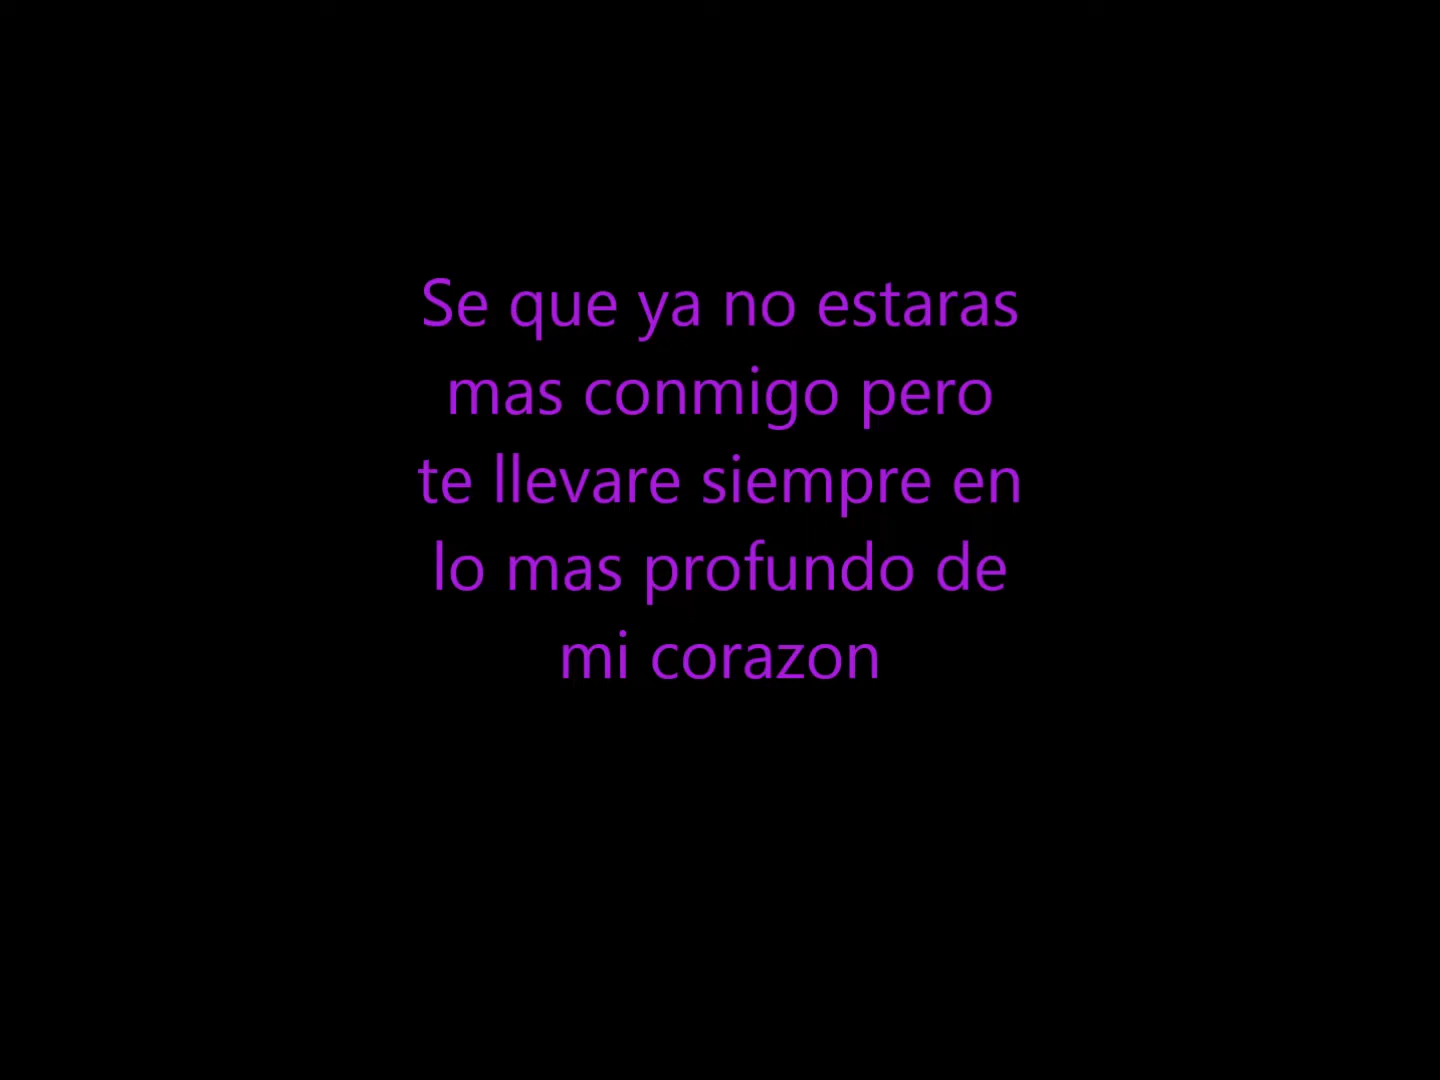 Se que ya no estaras
mas conmigo pero
te llevare siempre en
lo mas profundo de
mi corazon